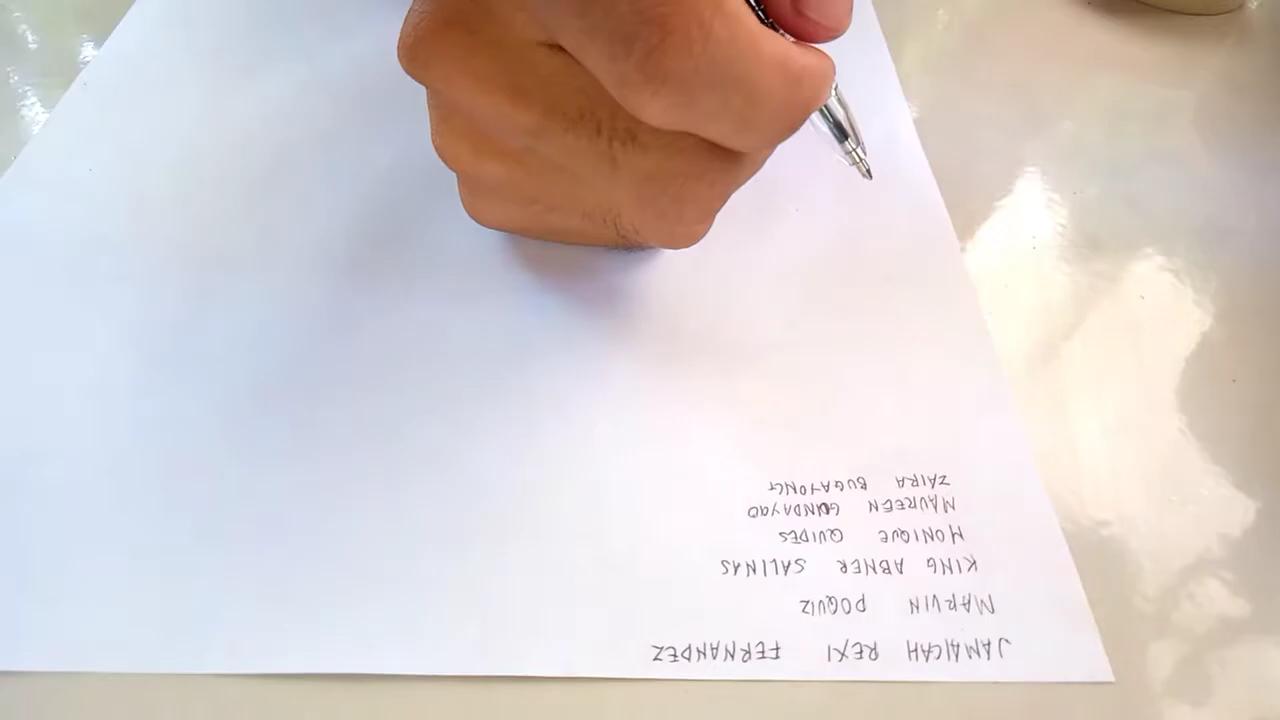 JAMAICAH REXI FERNANDEZ
MARVIN POQUIZ
KING ABNER SALINAS
MONIQUE QUIDES
MAUREEN GUNDAYAO
ZAIRA BUGAYONG